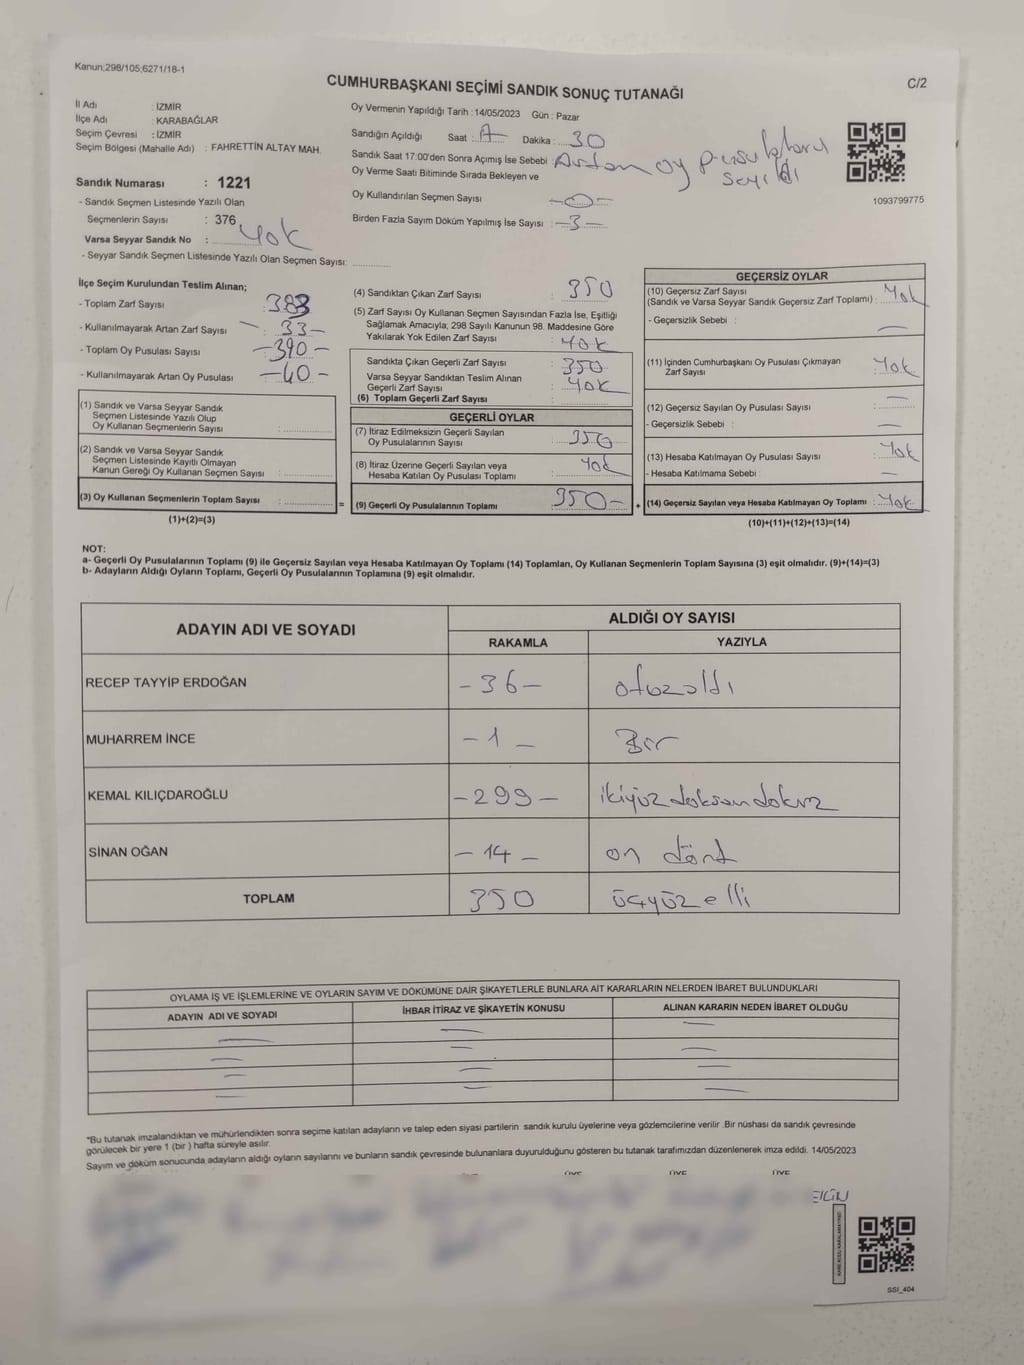 Kanun;298/105;6271/18-1
C/2
CUMHURBAŞKANI SEÇİMİ SANDIK SONUÇ TUTANAĞI
İl Adı : İZMİR
İlçe Adı : KARABAĞLAR
Seçim Çevresi : İZMİR
Seçim Bölgesi (Mahalle Adı) : FAHRETTİN ALTAY MAH.
Sandık Numarası : 1221
- Sandık Seçmen Listesinde Yazılı Olan
Seçmenlerin Sayısı : 376
Varsa Seyyar Sandık No : Yok
- Seyyar Sandık Seçmen Listesinde Yazılı Olan Seçmen Sayısı: ............
Oy Vermenin Yapıldığı Tarih : 14/05/2023 Gün : Pazar
Sandığın Açıldığı Saat : Dakika : 30
Sandık Saat 17:00'den Sonra Açımış İse Sebebi : Artan oy pusulaları
sayıldı
Oy Verme Saati Bitiminde Sırada Bekleyen ve
Oy Kullandırılan Seçmen Sayısı -0-
Birden Fazla Sayım Döküm Yapılmış İse Sayısı : -3-
1093799775
İlçe Seçim Kurulundan Teslim Alınan;
- Toplam Zarf Sayısı : 383
- Kullanılmayarak Artan Zarf Sayısı : 33-
- Toplam Oy Pusulası Sayısı -390-
- Kullanılmayarak Artan Oy Pusulası -40-
(1) Sandık ve Varsa Seyyar Sandık
Seçmen Listesinde Yazılı Olup
Oy Kullanan Seçmenlerin Sayısı : ............
(2) Sandık ve Varsa Seyyar Sandık
Seçmen Listesinde Kayıtlı Olmayan
Kanun Gereği Oy Kullanan Seçmen Sayısı : ............
(3) Oy Kullanan Seçmenlerin Toplam Sayısı : ............ =
(1)+(2)=(3)
(4) Sandıktan Çıkan Zarf Sayısı : 350
(5) Zarf Sayısı Oy Kullanan Seçmen Sayısından Fazla İse, Eşitliği
Sağlamak Amacıyla; 298 Sayılı Kanunun 98. Maddesine Göre
Yakılarak Yok Edilen Zarf Sayısı : Yok
Sandıkta Çıkan Geçerli Zarf Sayısı : 350
Varsa Seyyar Sandıktan Teslim Alınan
Geçerli Zarf Sayısı : Yok
(6) Toplam Geçerli Zarf Sayısı : ............
GEÇERLİ OYLAR
(7) İtiraz Edilmeksizin Geçerli Sayılan
Oy Pusulalarının Sayısı : 350
(8) İtiraz Üzerine Geçerli Sayılan veya
Hesaba Katılan Oy Pusulası Toplamı : Yok
(9) Geçerli Oy Pusulalarının Toplamı : 350- +
GEÇERSİZ OYLAR
(10) Geçersiz Zarf Sayısı
(Sandık ve Varsa Seyyar Sandık Geçersiz Zarf Toplamı) : Yok
- Geçersizlik Sebebi : —
(11) İçinden Cumhurbaşkanı Oy Pusulası Çıkmayan
Zarf Sayısı : Yok
(12) Geçersiz Sayılan Oy Pusulası Sayısı : —
- Geçersizlik Sebebi : —
(13) Hesaba Katılmayan Oy Pusulası Sayısı : Yok
- Hesaba Katılmama Sebebi : —
(14) Geçersiz Sayılan veya Hesaba Katılmayan Oy Toplamı : Yok
(10)+(11)+(12)+(13)=(14)
NOT:
a- Geçerli Oy Pusulalarının Toplamı (9) ile Geçersiz Sayılan veya Hesaba Katılmayan Oy Toplamı (14) Toplamları, Oy Kullanan Seçmenlerin Toplam Sayısına (3) eşit olmalıdır. (9)+(14)=(3)
b- Adayların Aldığı Oyların Toplamı, Geçerli Oy Pusulalarının Toplamına (9) eşit olmalıdır.
ADAYIN ADI VE SOYADI
ALDIĞI OY SAYISI
RAKAMLA YAZIYLA
RECEP TAYYİP ERDOĞAN -36- otuzaltı
MUHARREM İNCE -1- Bir
KEMAL KILIÇDAROĞLU -299- ikiyüzdoksandokuz
SİNAN OĞAN -14- on dört
TOPLAM 350 üçyüzelli
OYLAMA İŞ VE İŞLEMLERİNE VE OYLARIN SAYIM VE DÖKÜMÜNE DAİR ŞİKAYETLERLE BUNLARA AİT KARARLARIN NELERDEN İBARET BULUNDUKLARI
ADAYIN ADI VE SOYADI İHBAR İTİRAZ VE ŞİKAYETİN KONUSU ALINAN KARARIN NEDEN İBARET OLDUĞU
*Bu tutanak imzalandıktan ve mühürlendikten sonra seçime katılan adayların ve talep eden siyasi partilerin sandık kurulu üyelerine veya gözlemcilerine verilir .Bir nüshası da sandık çevresinde
görülecek bir yere 1 (bir ) hafta süreyle asılır.
Sayım ve döküm sonucunda,adayların aldığı oyların sayılarını ve bunların sandık çevresinde bulunanlara duyurulduğunu gösteren bu tutanak tarafımızdan düzenlenerek imza edildi. 14/05/2023
ÜYE ÜYE ÜYE
SSI_404